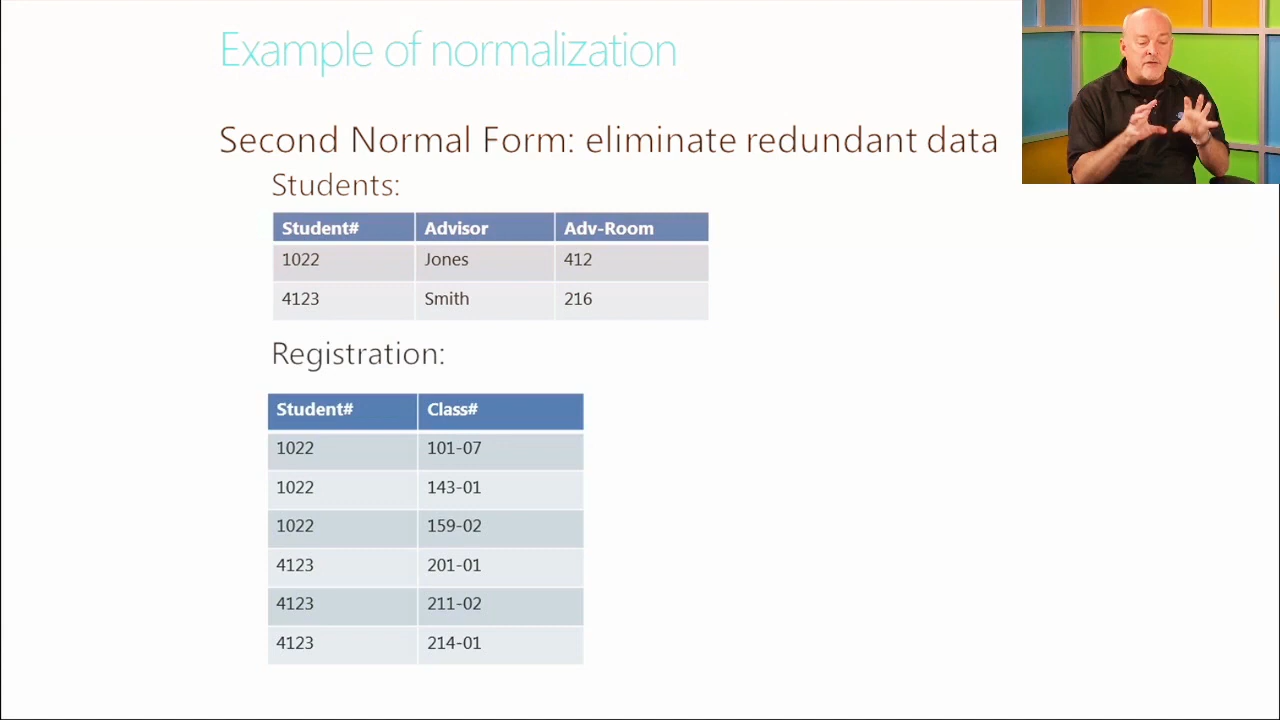 Example of normalization
Second Normal Form: eliminate redundant data
Students:
Student# Advisor Adv-Room
1022 Jones 412
4123 Smith 216
Registration:
Student# Class#
1022 101-07
1022 143-01
1022 159-02
4123 201-01
4123 211-02
4123 214-01